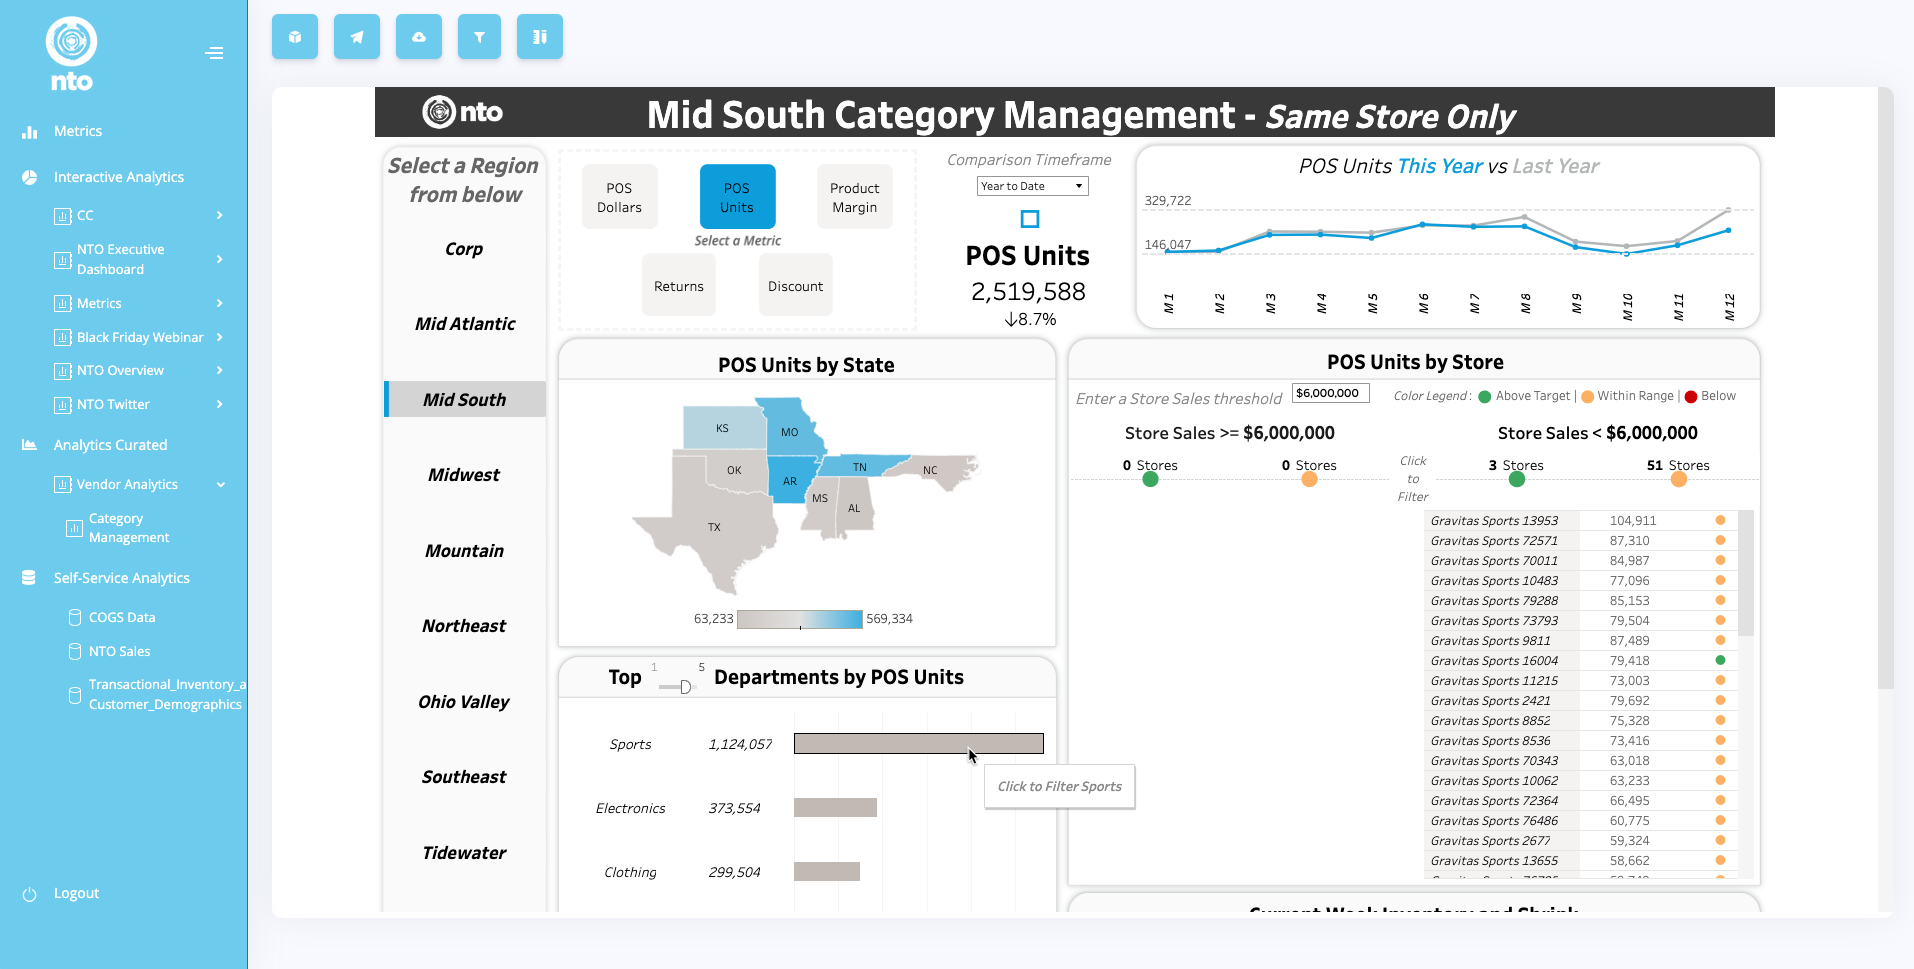 nto
Metrics
Interactive Analytics
CC
NTO Executive
Dashboard
Metrics
Black Friday Webinar
NTO Overview
NTO Twitter
Analytics Curated
Vendor Analytics
Category
Management
Self-Service Analytics
COGS Data
NTO Sales
Transactional_Inventory_a
Customer_Demographics
Logout
nto
Mid South Category Management - Same Store Only
Select a Region
from below
Corp
Mid Atlantic
Mid South
Midwest
Mountain
Northeast
Ohio Valley
Southeast
Tidewater
POS
Dollars
POS
Units
Product
Margin
Select a Metric
Returns
Discount
Comparison Timeframe
Year to Date
POS Units
2,519,588
↓8.7%
POS Units This Year vs Last Year
329,722
146,047
M 1
M 2
M 3
M 4
M 5
M 6
M 7
M 8
M 9
M 10
M 11
M 12
POS Units by State
KS
MO
OK
AR
TN
NC
MS
AL
TX
63,233
569,334
Top
1
5
Departments by POS Units
Sports 1,124,057
Click to Filter Sports
Electronics 373,554
Clothing 299,504
POS Units by Store
Enter a Store Sales threshold
$6,000,000
Color Legend : Above Target | Within Range | Below
Store Sales >= $6,000,000
Store Sales < $6,000,000
0 Stores
0 Stores
Click
to
Filter
3 Stores
51 Stores
Gravitas Sports 13953 104,911
Gravitas Sports 72571 87,310
Gravitas Sports 70011 84,987
Gravitas Sports 10483 77,096
Gravitas Sports 79288 85,153
Gravitas Sports 73793 79,504
Gravitas Sports 9811 87,489
Gravitas Sports 16004 79,418
Gravitas Sports 11215 73,003
Gravitas Sports 2421 79,692
Gravitas Sports 8852 75,328
Gravitas Sports 8536 73,416
Gravitas Sports 70343 63,018
Gravitas Sports 10062 63,233
Gravitas Sports 72364 66,495
Gravitas Sports 76486 60,775
Gravitas Sports 2677 59,324
Gravitas Sports 13655 58,662
Gravitas Sports
Current Week Inventory and Shrink